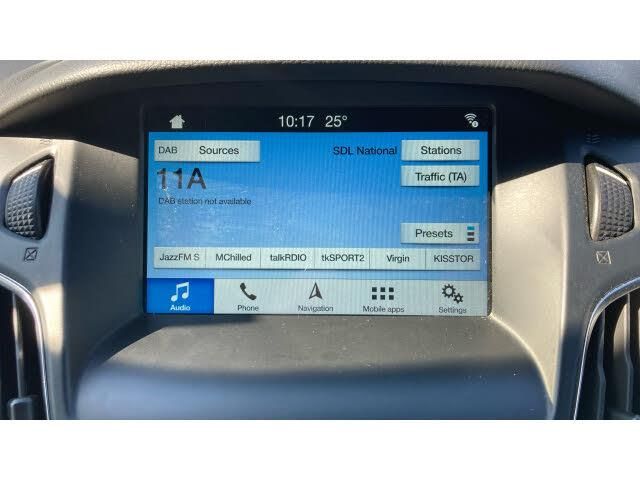 10:17 25°
DAB Sources SDL National Stations
11A Traffic (TA)
DAB station not available
Presets
JazzFM S MChilled talkRDIO tkSPORT2 Virgin KISSTOR
Audio Phone Navigation Mobile apps Settings